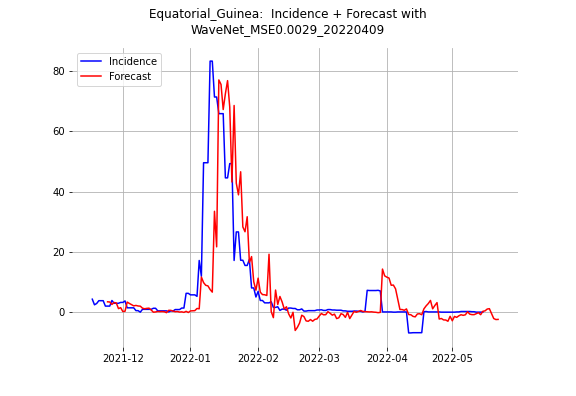 Equatorial_Guinea:  Incidence + Forecast with
WaveNet_MSE0.0029_20220409
Incidence
Forecast
80
60
40
20
0
2021-12
2022-01
2022-02
2022-03
2022-04
2022-05